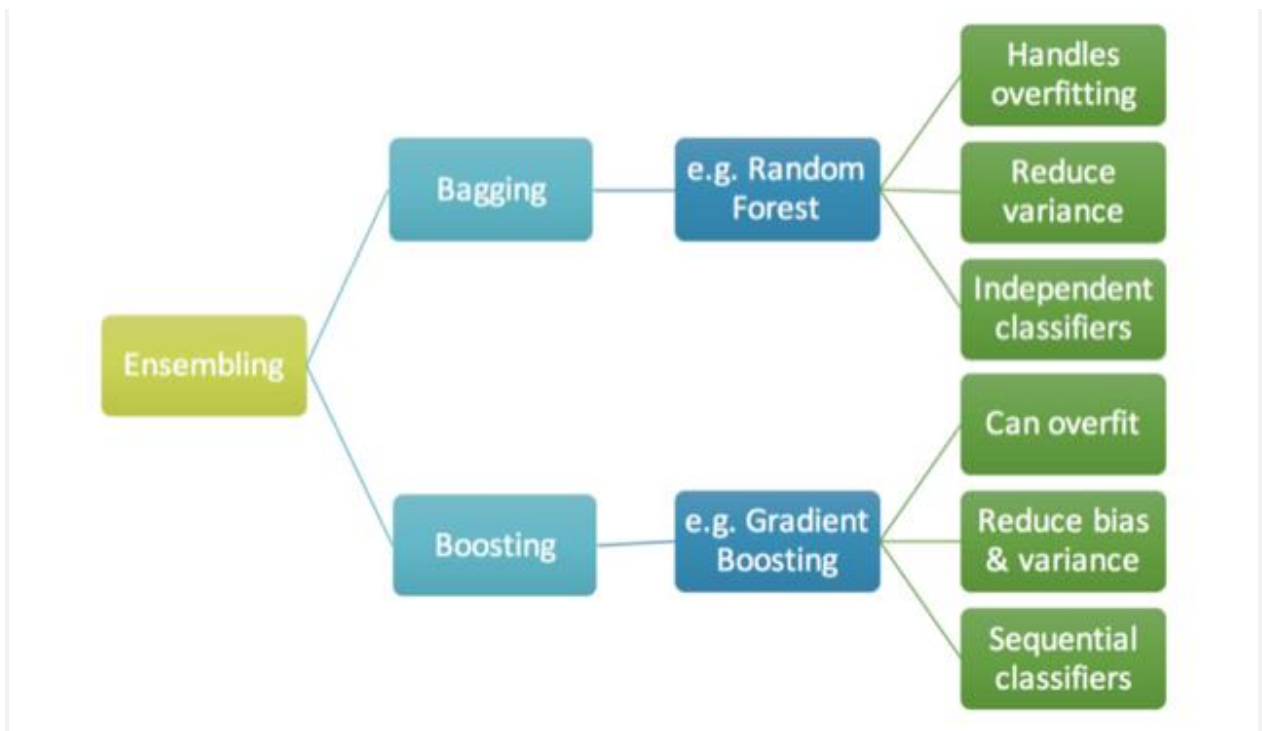 Ensembling
Bagging
e.g. Random
Forest
Handles
overfitting
Reduce
variance
Independent
classifiers
Boosting
e.g. Gradient
Boosting
Can overfit
Reduce bias
& variance
Sequential
classifiers